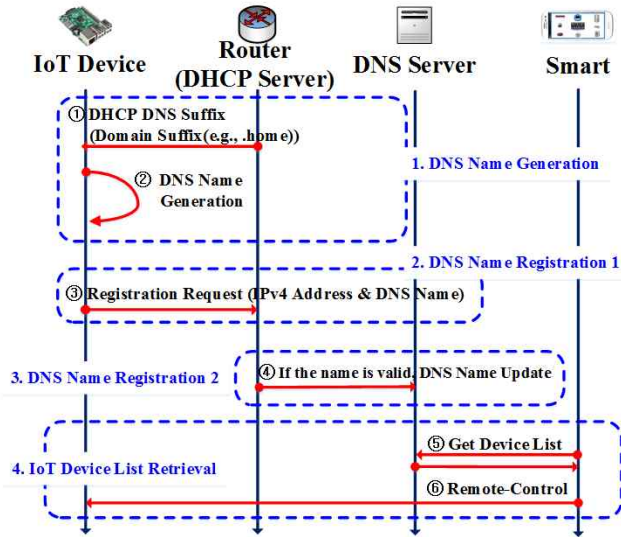 IoT Device
Router
(DHCP Server)
DNS Server
Smart
① DHCP DNS Suffix
(Domain Suffix(e.g., .home))
1. DNS Name Generation
② DNS Name
Generation
2. DNS Name Registration 1
③ Registration Request (IPv4 Address & DNS Name)
3. DNS Name Registration 2
④ If the name is valid, DNS Name Update
⑤ Get Device List
4. IoT Device List Retrieval
⑥ Remote-Control